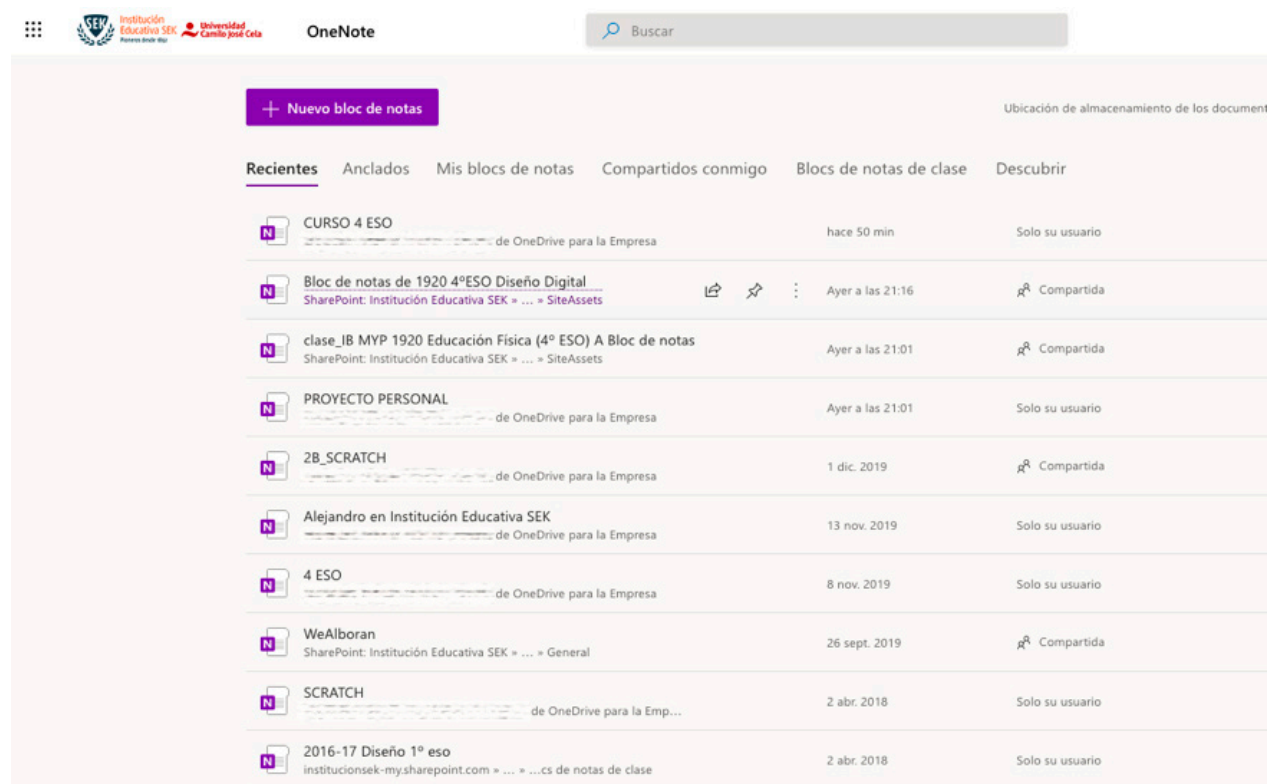 SEK Institución
Educativa SEK
Pioneros desde 1892
Universidad
Camilo José Cela
OneNote
Buscar
+ Nuevo bloc de notas
Ubicación de almacenamiento de los document
Recientes Anclados Mis blocs de notas Compartidos conmigo Blocs de notas de clase Descubrir
CURSO 4 ESO
de OneDrive para la Empresa
hace 50 min
Solo su usuario
Bloc de notas de 1920 4ºESO Diseño Digital
SharePoint: Institución Educativa SEK » ... » SiteAssets
Ayer a las 21:16
Compartida
clase_IB MYP 1920 Educación Física (4º ESO) A Bloc de notas
SharePoint: Institución Educativa SEK » ... » SiteAssets
Ayer a las 21:01
Compartida
PROYECTO PERSONAL
de OneDrive para la Empresa
Ayer a las 21:01
Solo su usuario
2B_SCRATCH
de OneDrive para la Empresa
1 dic. 2019
Compartida
Alejandro en Institución Educativa SEK
de OneDrive para la Empresa
13 nov. 2019
Solo su usuario
4 ESO
de OneDrive para la Empresa
8 nov. 2019
Solo su usuario
WeAlboran
SharePoint: Institución Educativa SEK » ... » General
26 sept. 2019
Compartida
SCRATCH
de OneDrive para la Emp...
2 abr. 2018
Solo su usuario
2016-17 Diseño 1º eso
institucionsek-my.sharepoint.com » ... » ...cs de notas de clase
2 abr. 2018
Solo su usuario